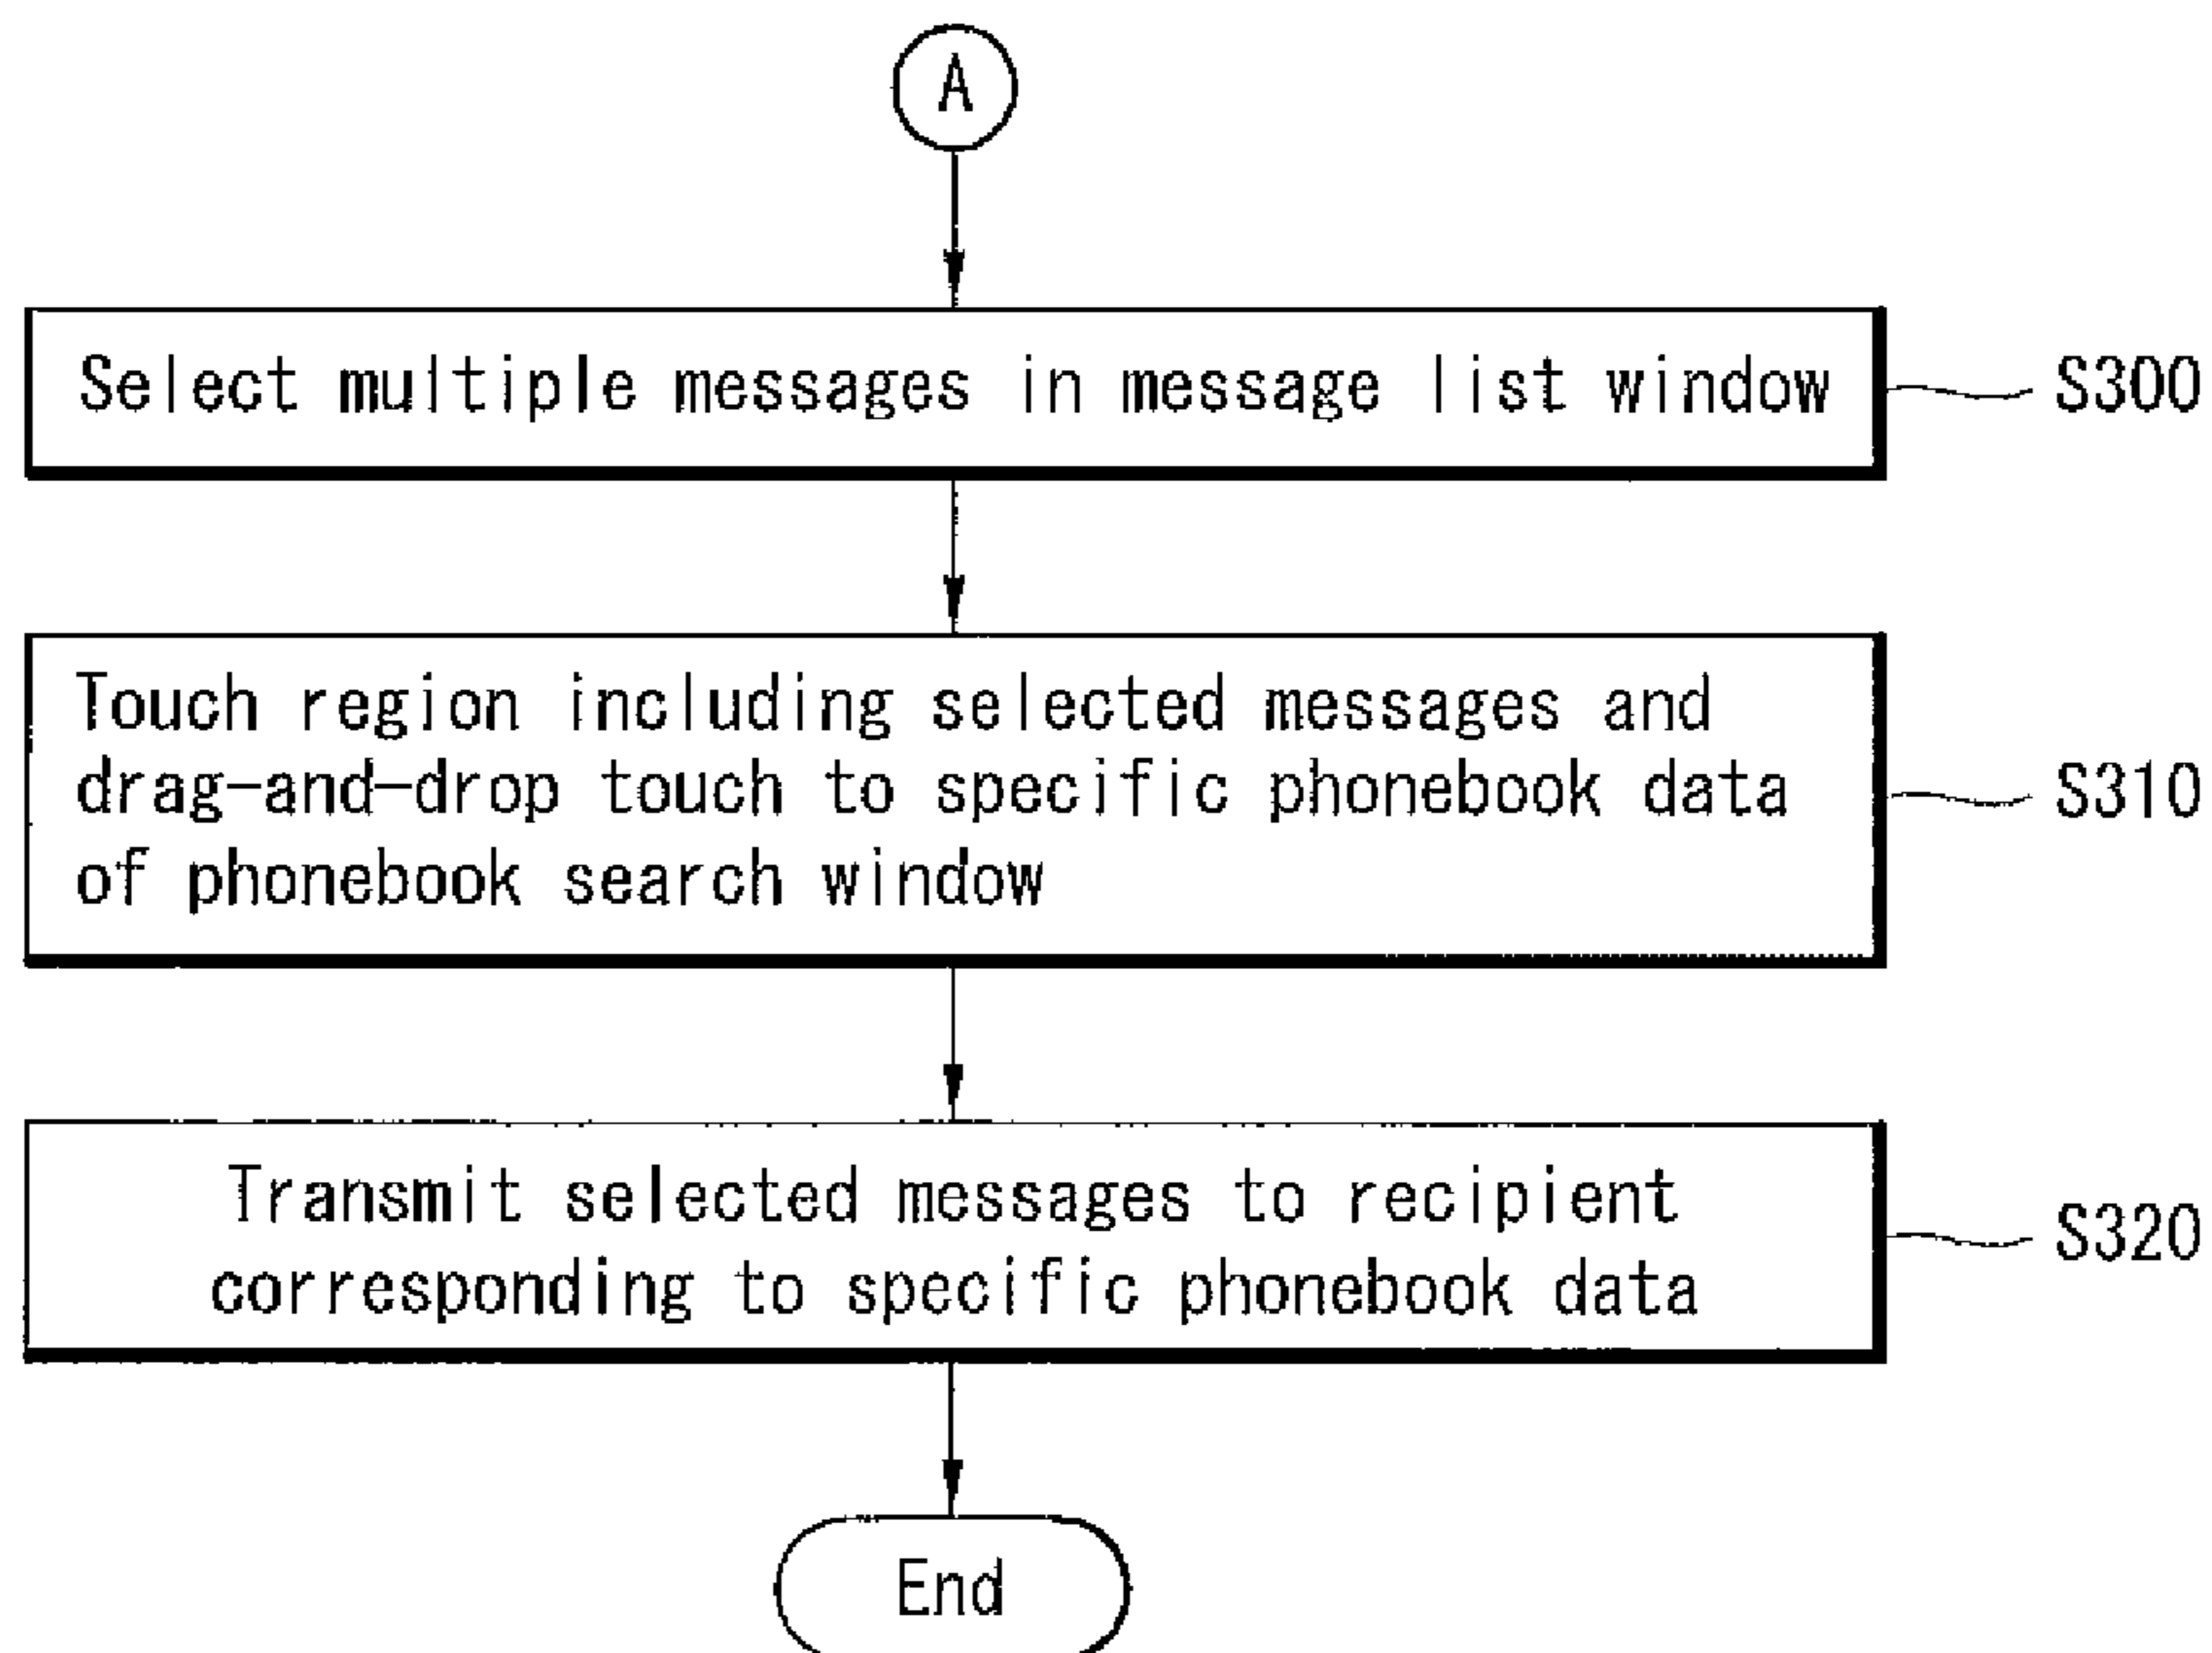 A
Select multiple messages in message list window
S300
Touch region including selected messages and
drag-and-drop touch to specific phonebook data
of phonebook search window
S310
Transmit selected messages to recipient
corresponding to specific phonebook data
S320
End